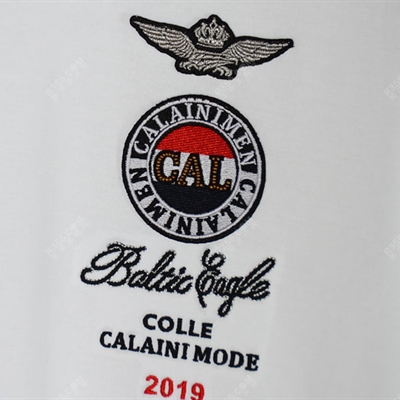 CALAINIMEN
CAL
CALAINIMEN
Baltic Eagle
COLLE
CALAINI MODE
2019